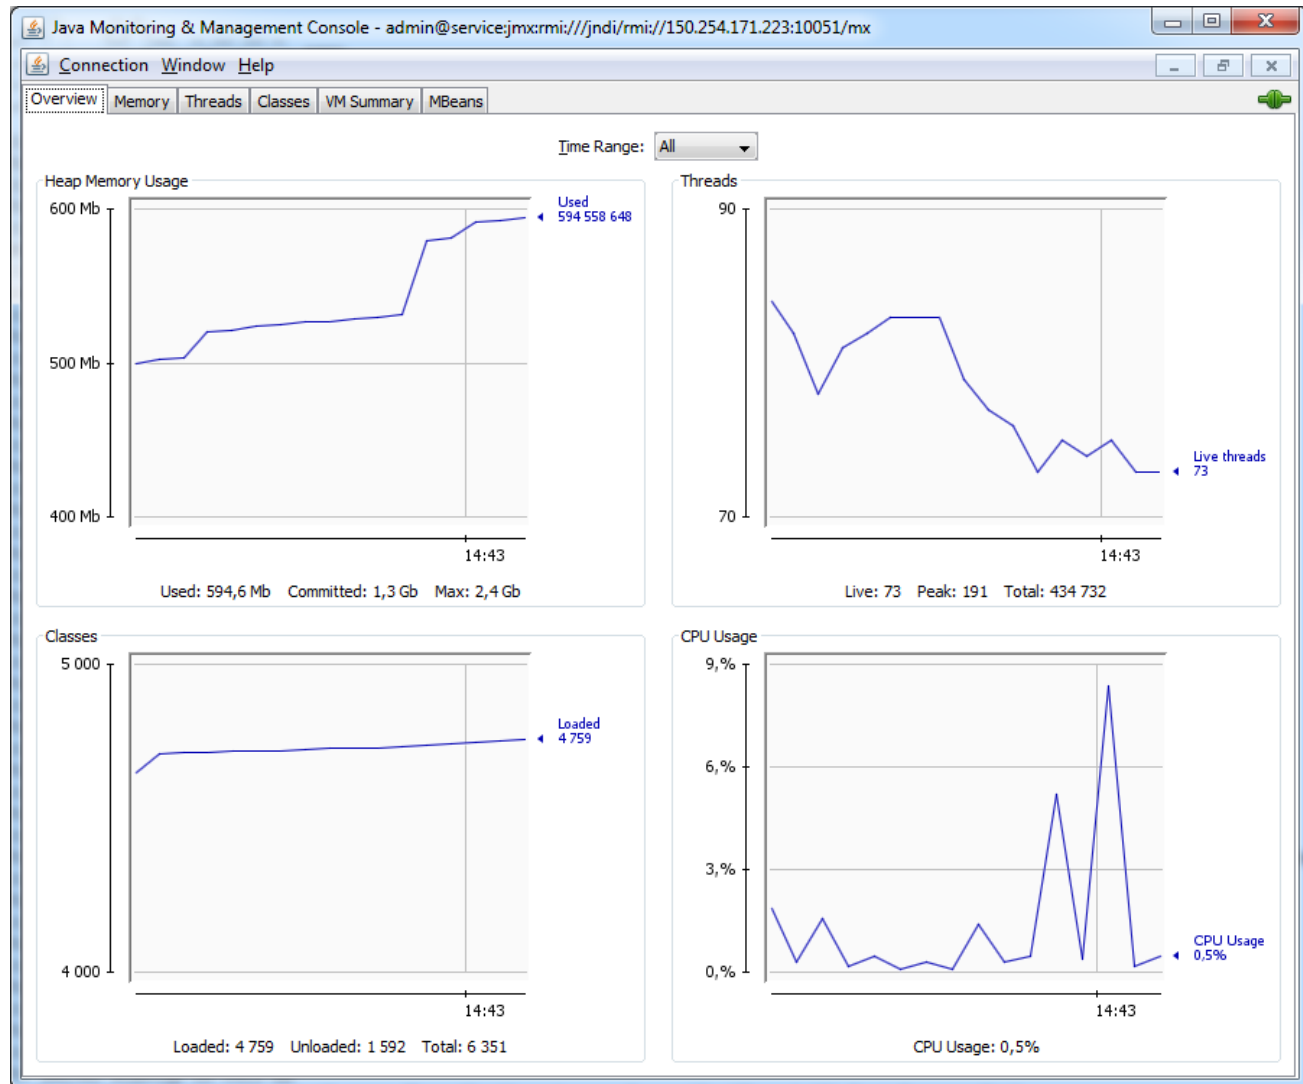 Java Monitoring & Management Console - admin@service:jmx:rmi:///jndi/rmi://150.254.171.223:10051/mx
Connection Window Help
Overview Memory Threads Classes VM Summary MBeans
Time Range: All
Heap Memory Usage
600 Mb
500 Mb
400 Mb
Used
594 558 648
14:43
Used: 594,6 Mb Committed: 1,3 Gb Max: 2,4 Gb
Threads
90
70
Live threads
73
14:43
Live: 73 Peak: 191 Total: 434 732
Classes
5 000
4 000
Loaded
4 759
14:43
Loaded: 4 759 Unloaded: 1 592 Total: 6 351
CPU Usage
9,%
6,%
3,%
0,%
CPU Usage
0,5%
14:43
CPU Usage: 0,5%